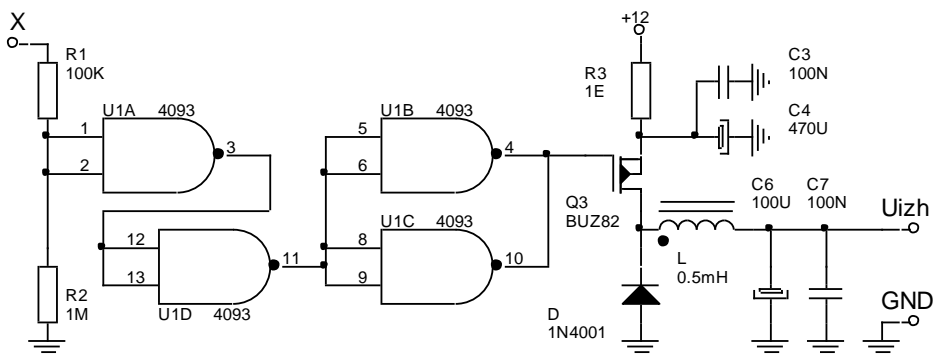 X
R1
100K
U1A 4093
1
2
3
12
13
11
U1D 4093
R2
1M
U1B 4093
5
6
4
U1C 4093
8
9
10
+12
R3
1E
C3
100N
C4
470U
Q3
BUZ82
L
0.5mH
D
1N4001
C6
100U
C7
100N
Uizh
GND